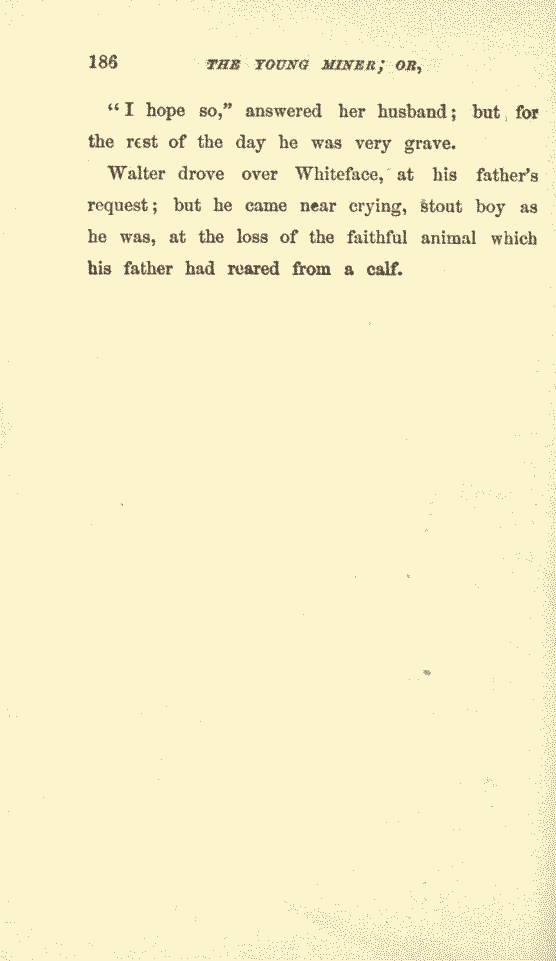 186 THE YOUNG MINER; OR,
“I hope so,” answered her husband; but for
the rest of the day he was very grave.
Walter drove over Whiteface, at his father's
request; but he came near crying, stout boy as
he was, at the loss of the faithful animal which
his father had reared from a calf.